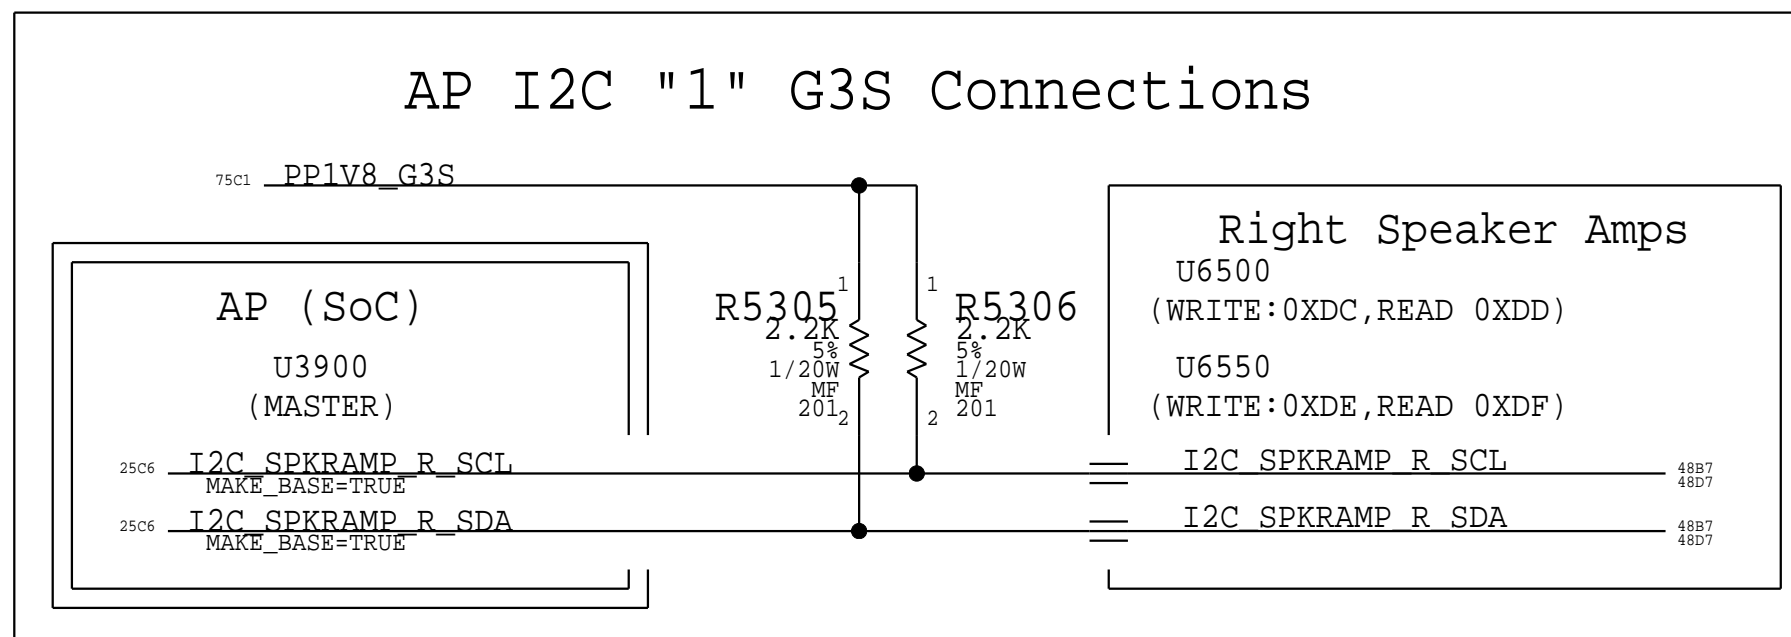 AP I2C "1" G3S Connections
75C1 PP1V8_G3S
AP (SoC)
U3900
(MASTER)
25C6 I2C_SPKRAMP_R_SCL
MAKE_BASE=TRUE
25C6 I2C_SPKRAMP_R_SDA
MAKE_BASE=TRUE
1
R5305
2.2K
5%
1/20W
MF
201
2
1
R5306
2.2K
5%
1/20W
MF
201
2
Right Speaker Amps
U6500
(WRITE:0XDC,READ 0XDD)
U6550
(WRITE:0XDE,READ 0XDF)
I2C_SPKRAMP_R_SCL
48B7
48D7
I2C_SPKRAMP_R_SDA
48B7
48D7